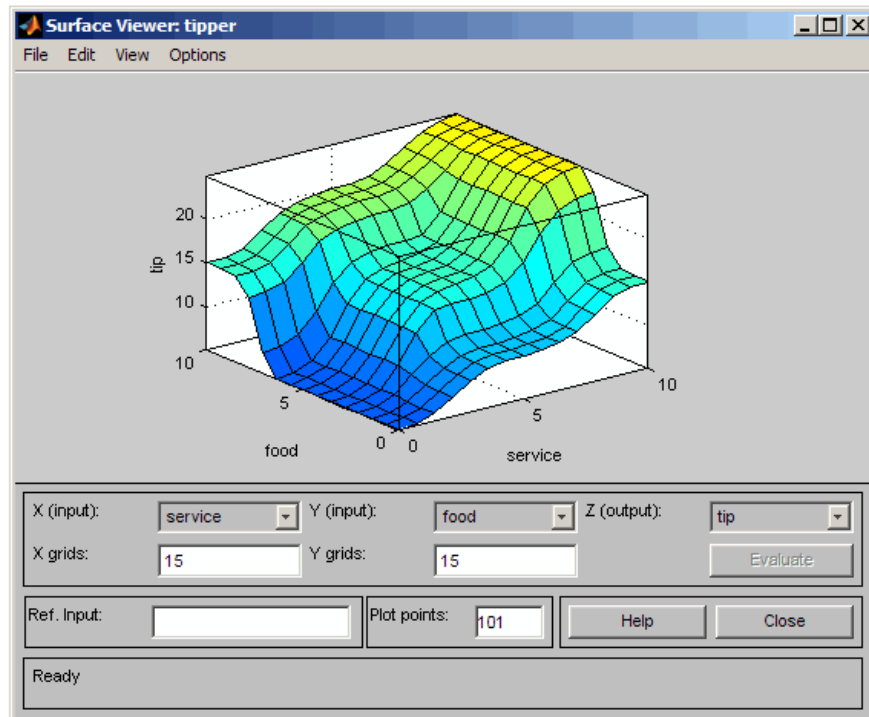 Surface Viewer: tipper
File Edit View Options
20
15
10
tip
10
5
0
food
0
5
10
service
X (input): service Y (input): food Z (output): tip
X grids: 15 Y grids: 15 Evaluate
Ref. Input: Plot points: 101 Help Close
Ready